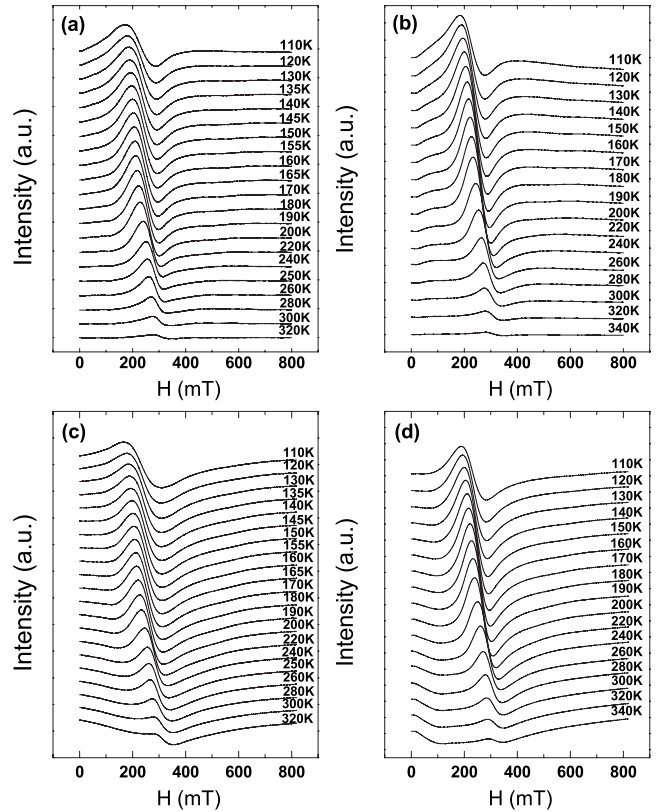 (a)
110K
120K
130K
135K
140K
145K
150K
155K
160K
165K
170K
180K
190K
200K
220K
240K
250K
260K
280K
300K
320K
Intensity (a.u.)
0 200 400 600 800
H (mT)
(b)
110K
120K
130K
140K
150K
160K
170K
180K
190K
200K
220K
240K
260K
280K
300K
320K
340K
Intensity (a.u.)
0 200 400 600 800
H (mT)
(c)
110K
120K
130K
135K
140K
145K
150K
155K
160K
165K
170K
180K
190K
200K
220K
240K
250K
260K
280K
300K
320K
Intensity (a.u.)
0 200 400 600 800
H (mT)
(d)
110K
120K
130K
140K
150K
160K
170K
180K
190K
200K
220K
240K
260K
280K
300K
320K
340K
Intensity (a.u.)
0 200 400 600 800
H (mT)